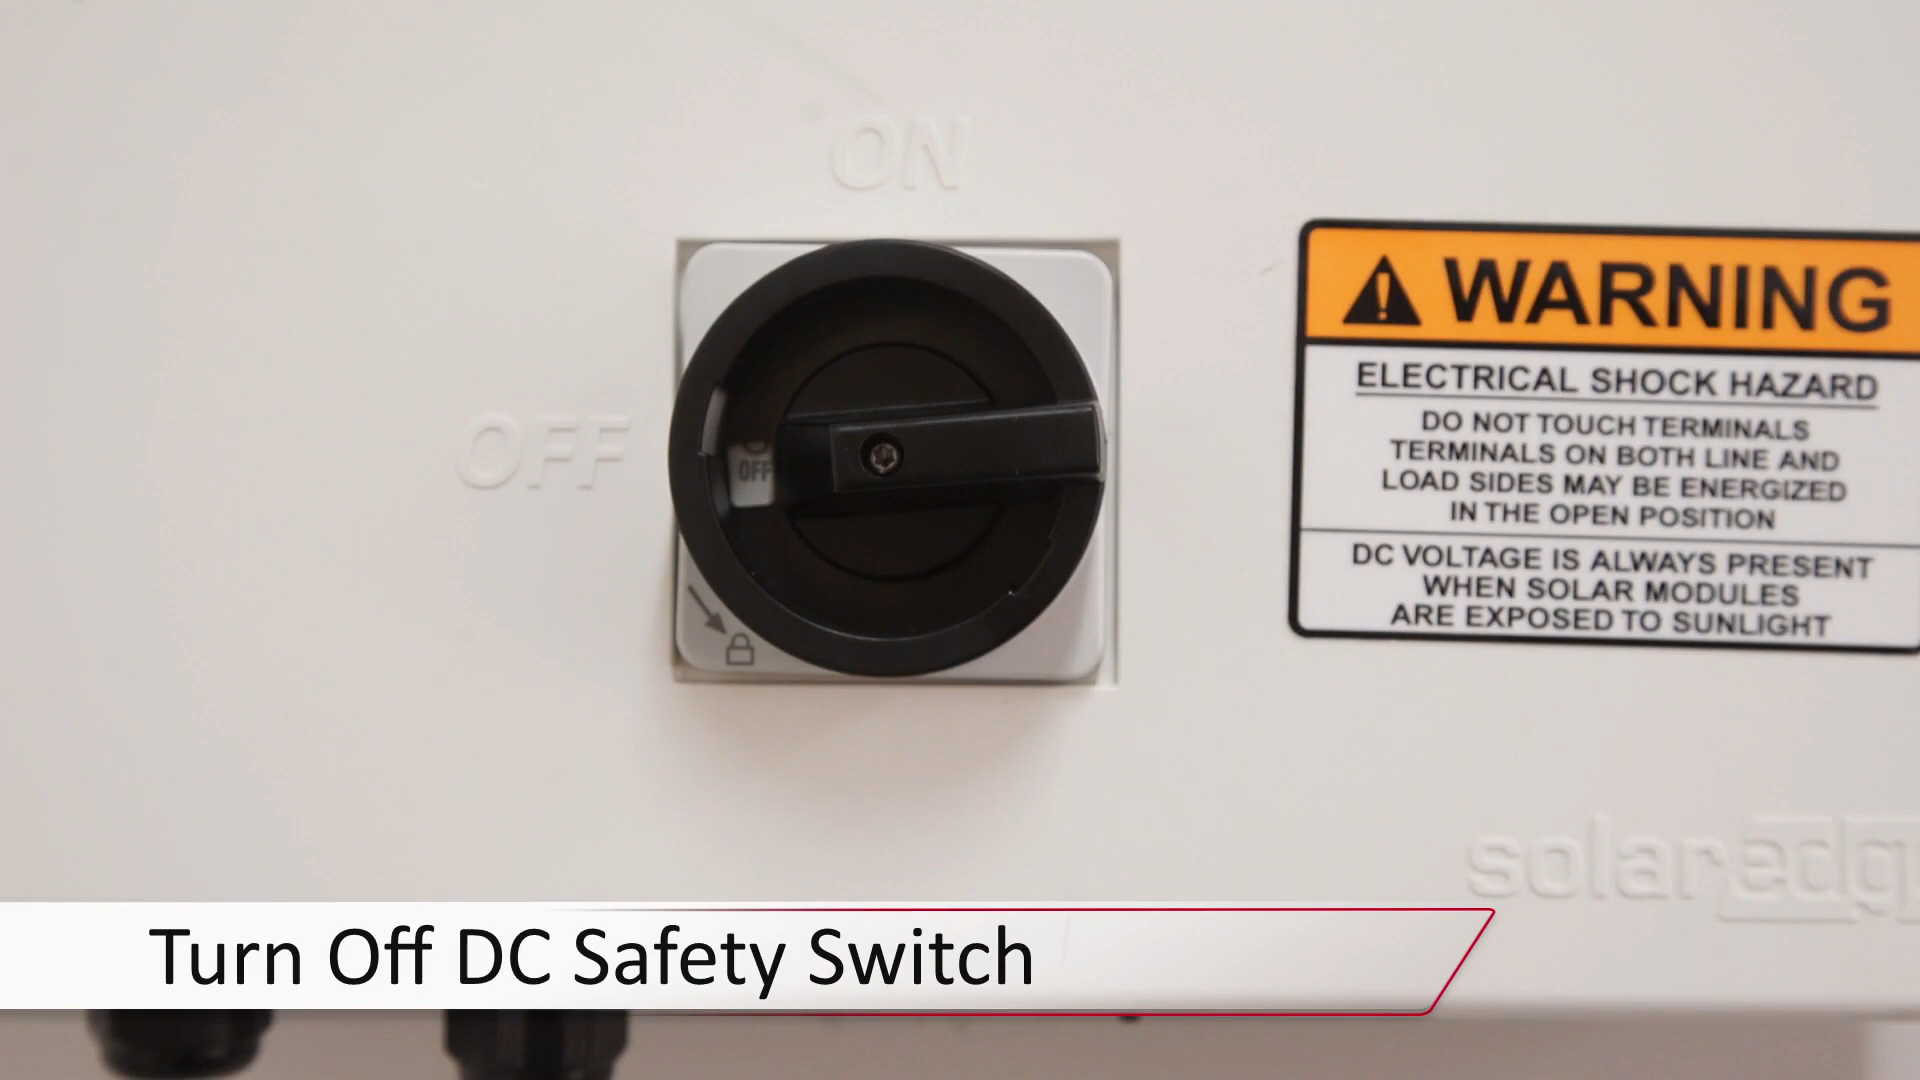 ON
OFF
OFF
WARNING
ELECTRICAL SHOCK HAZARD
DO NOT TOUCH TERMINALS
TERMINALS ON BOTH LINE AND
LOAD SIDES MAY BE ENERGIZED
IN THE OPEN POSITION
DC VOLTAGE IS ALWAYS PRESENT
WHEN SOLAR MODULES
ARE EXPOSED TO SUNLIGHT
solaredg
Turn Off DC Safety Switch